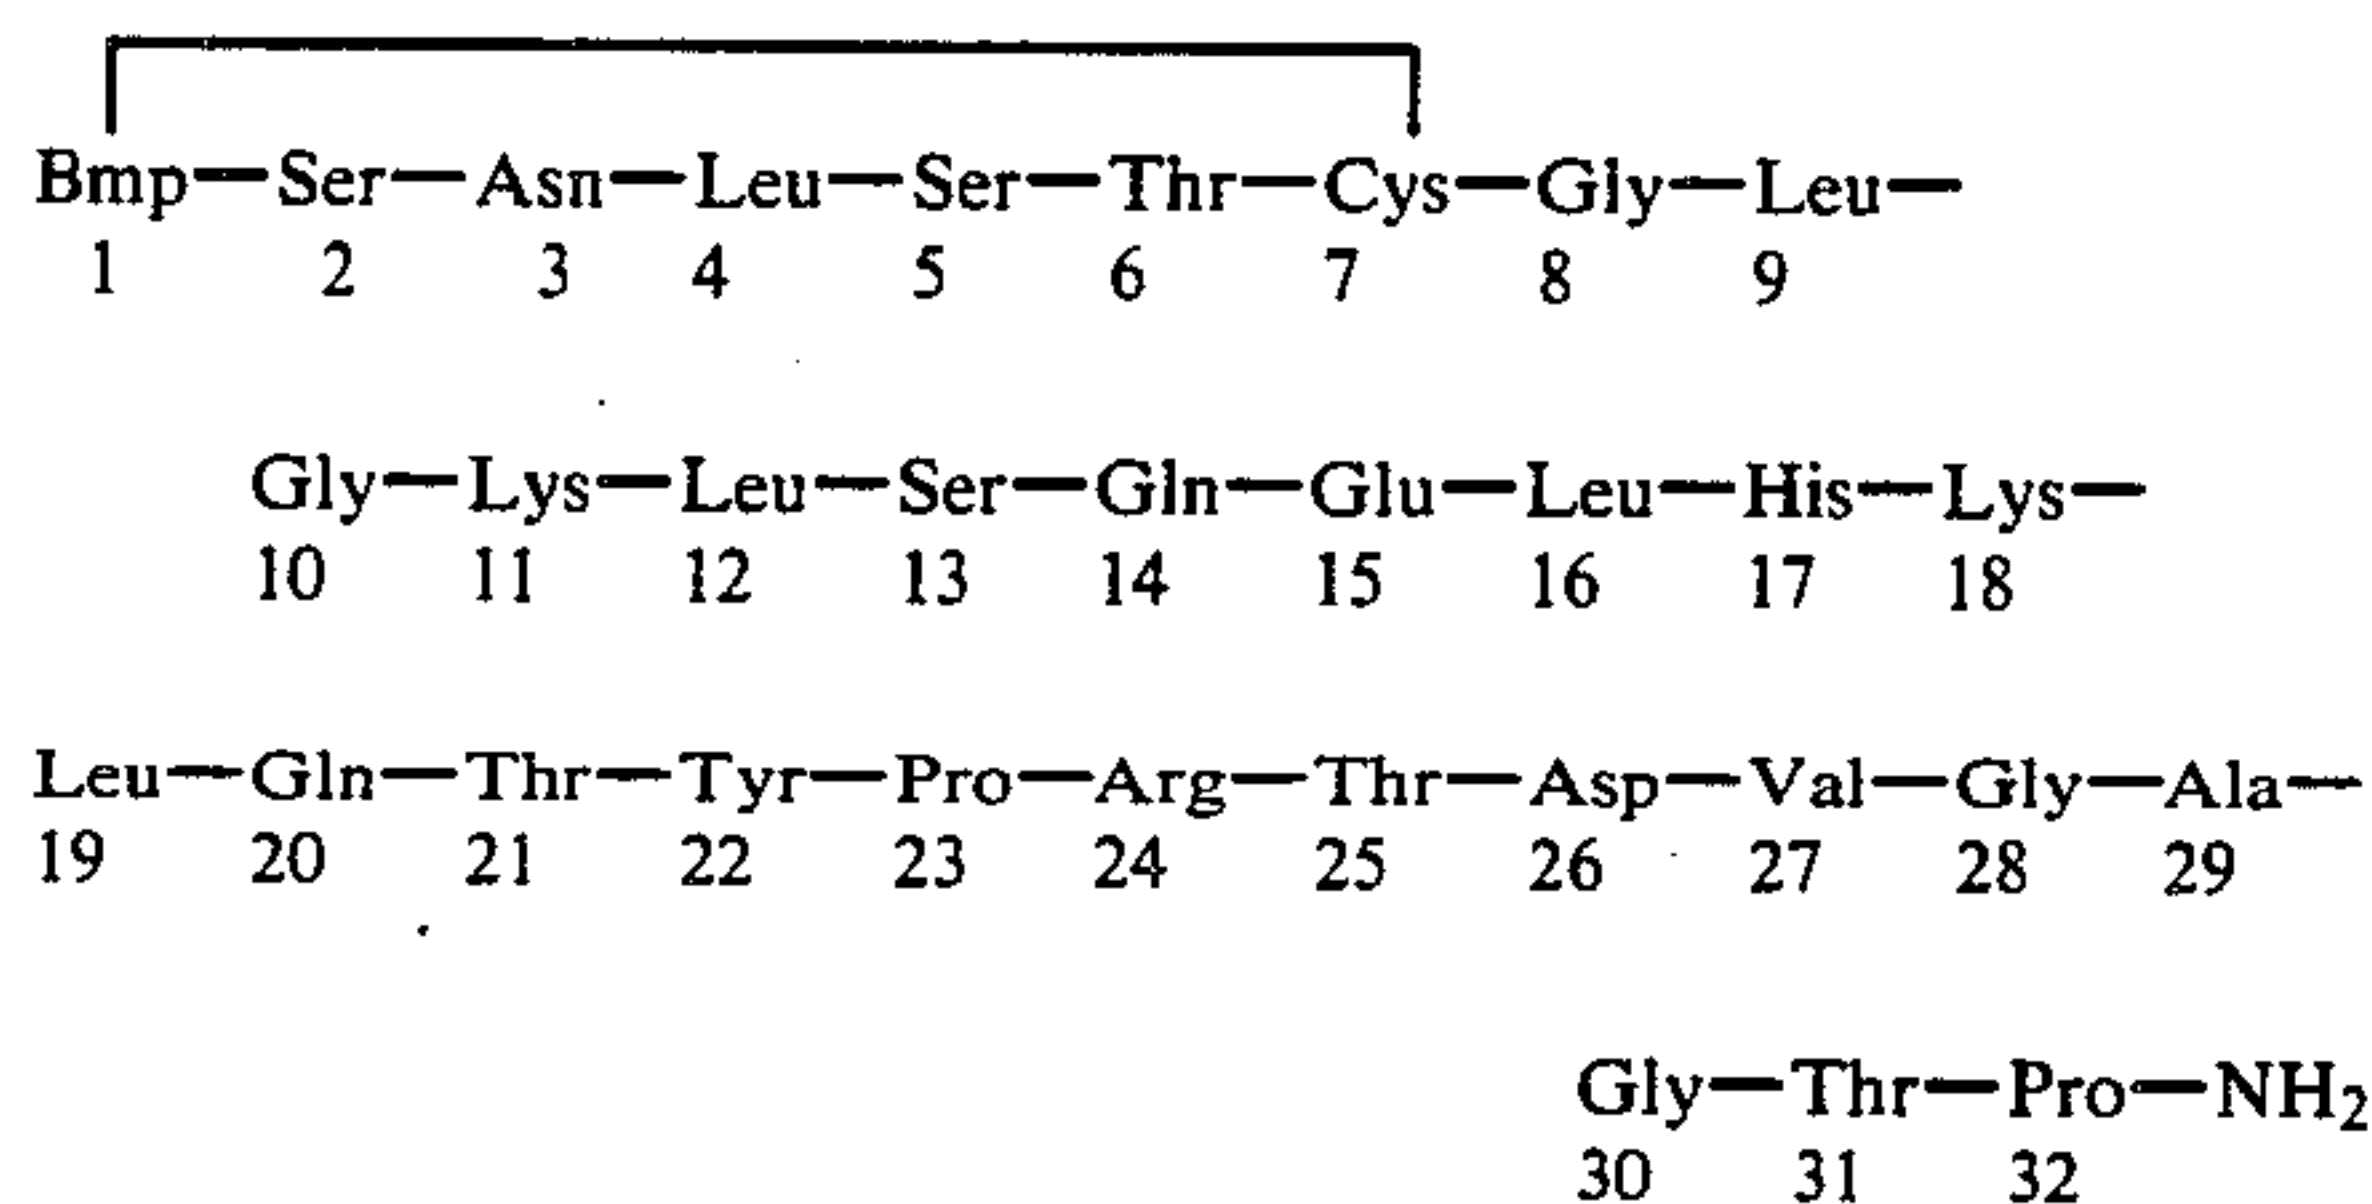 Bmp—Ser—Asn—Leu—Ser—Thr—Cys—Gly—Leu—
1 2 3 4 5 6 7 8 9
Gly—Lys—Leu—Ser—Gln—Glu—Leu—His—Lys—
10 11 12 13 14 15 16 17 18
Leu—Gln—Thr—Tyr—Pro—Arg—Thr—Asp—Val—Gly—Ala—
19 20 21 22 23 24 25 26 27 28 29
Gly—Thr—Pro—NH₂
30 31 32